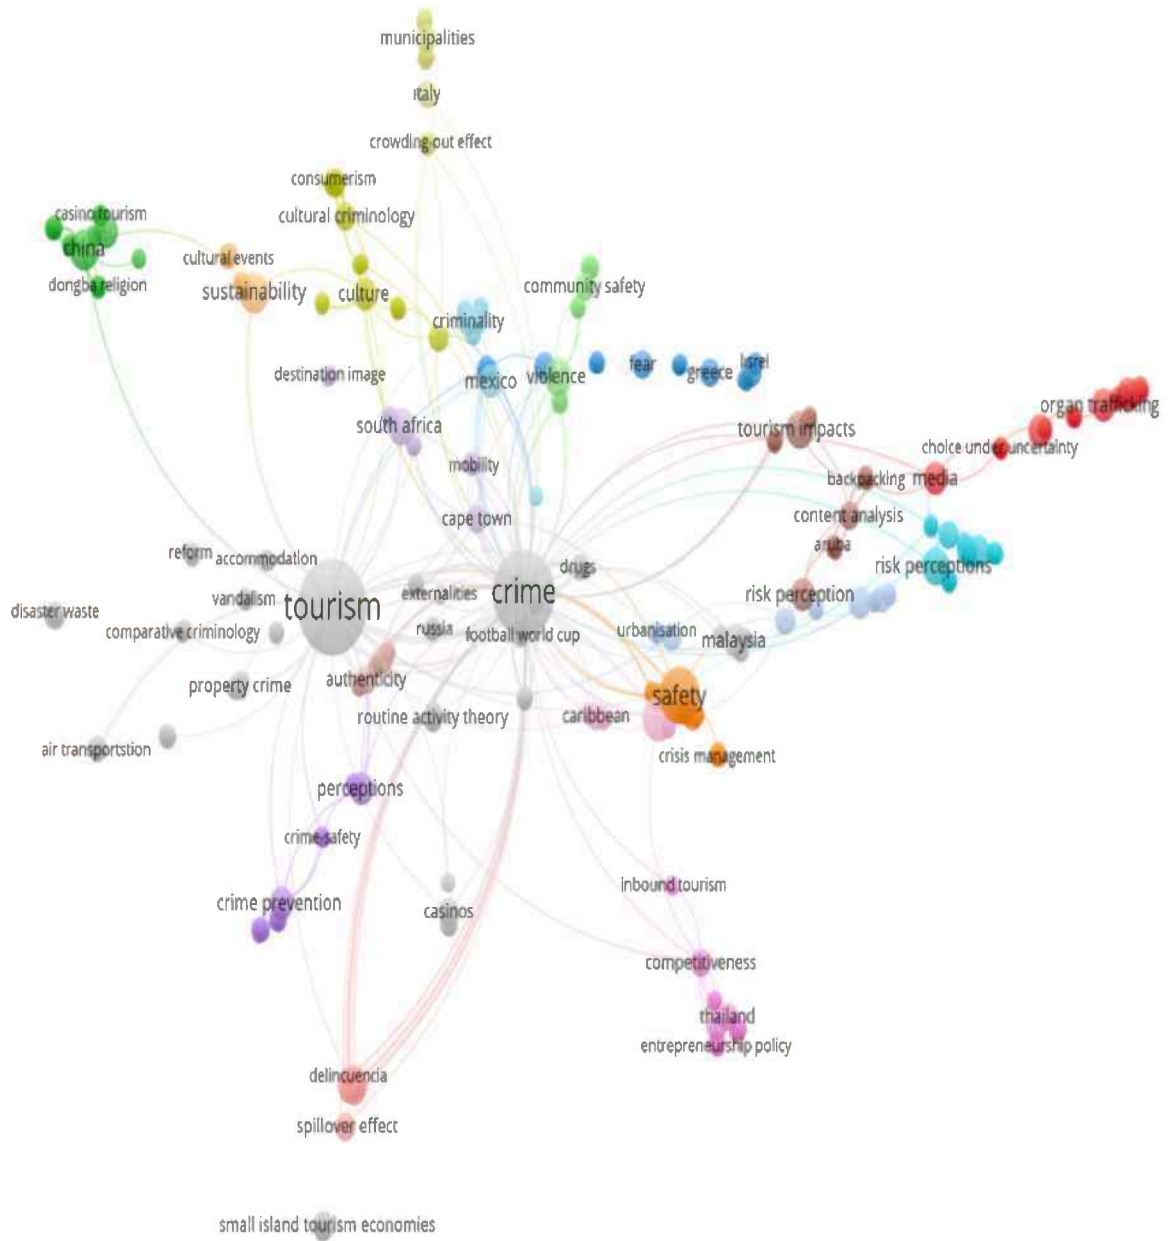 municipalities
italy
crowding-out effect
consumerism
cultural criminology
casino tourism
china
dongba religion
cultural events
sustainability
culture
community safety
criminality
destination image
mexico
violence
fear
greece
lisrel
south africa
tourism impacts
organ trafficking
choice under uncertainty
mobility
backpacking
media
cape town
content analysis
aruba
reform
accommodation
drugs
risk perceptions
disaster waste
vandalism
tourism
externalities
crime
risk perception
comparative criminology
russia
football world cup
urbanisation
malaysia
property crime
authenticity
safety
routine activity theory
caribbean
air transportstion
crisis management
perceptions
crime-safety
inbound tourism
crime prevention
casinos
competitiveness
thailand
entrepreneurship policy
delincuencia
spillover effect
small island tourism economies